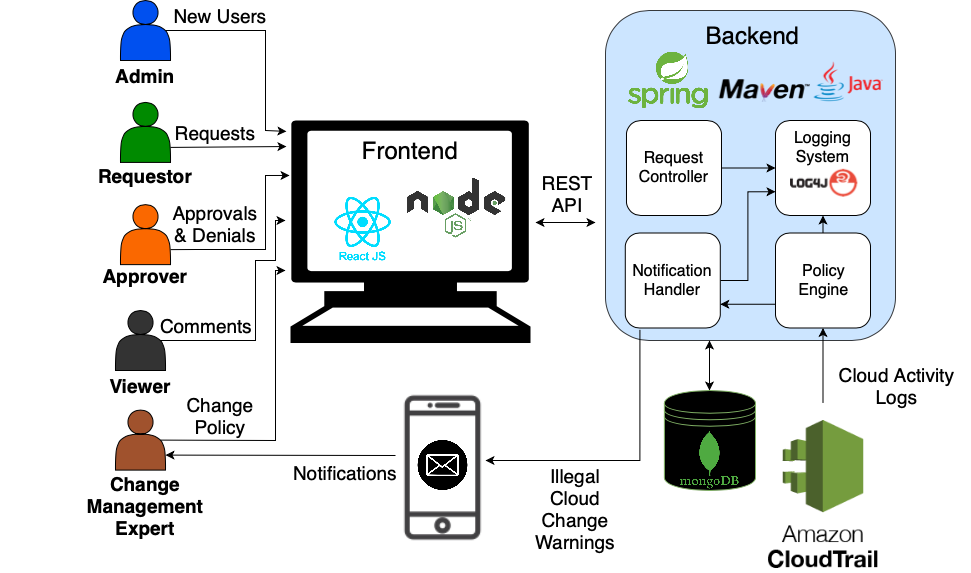 New Users
Admin
Requests
Requestor
Approvals
& Denials
Approver
Comments
Viewer
Change
Policy
Change
Management
Expert
Frontend
React JS
node
JS
REST
API
Backend
spring
Maven™
Java
Request
Controller
Logging
System
LOG4J
Notification
Handler
Policy
Engine
Cloud Activity
Logs
mongoDB
Notifications
Illegal
Cloud
Change
Warnings
Amazon
CloudTrail